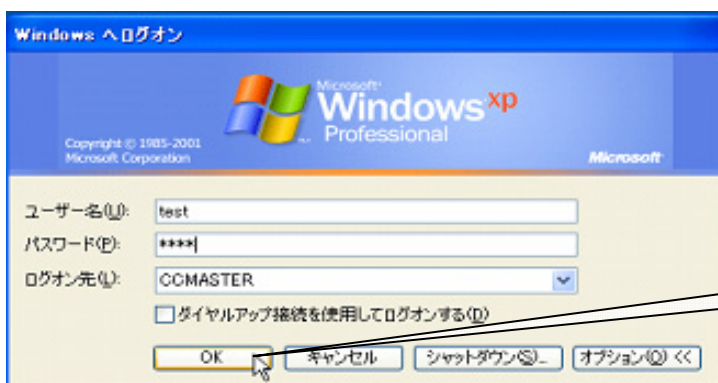 Windows へログオン
Microsoft®
Windows xp
Professional
Copyright © 1985-2001
Microsoft Corporation
Microsoft
ユーザー名(U): test
パスワード(P): ****
ログオン先(L): CCMASTER
ダイヤルアップ接続を使用してログオンする(D)
OK キャンセル シャットダウン(S)... オプション(O) <<